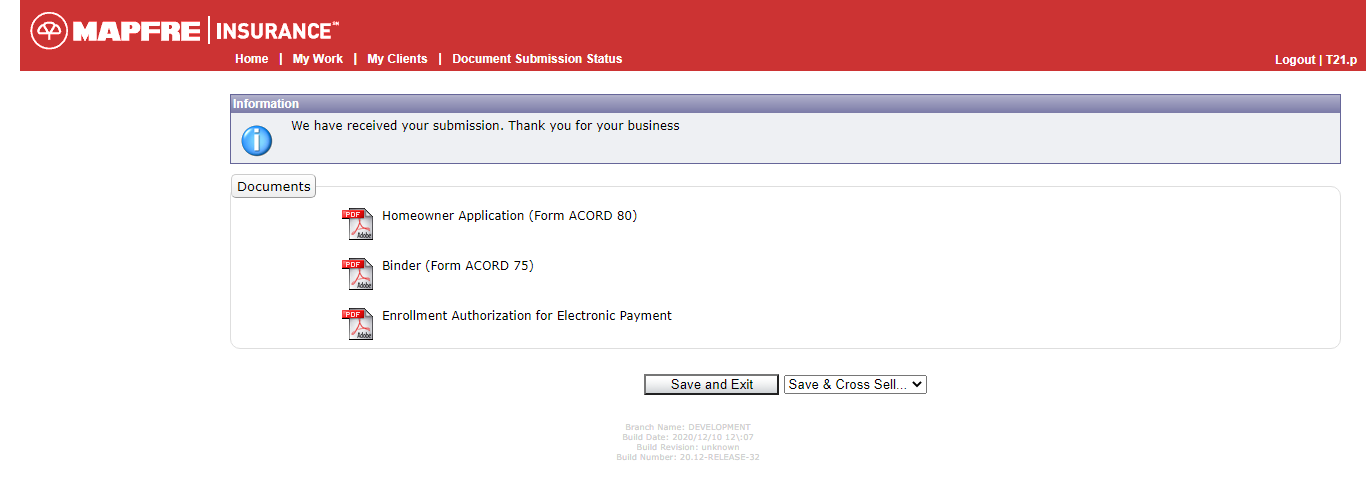 MAPFRE | INSURANCE℠
Home | My Work | My Clients | Document Submission Status
Logout | T21.p
Information
We have received your submission. Thank you for your business
Documents
PDF Adobe Homeowner Application (Form ACORD 80)
PDF Adobe Binder (Form ACORD 75)
PDF Adobe Enrollment Authorization for Electronic Payment
Save and Exit Save & Cross Sell...
Branch Name: DEVELOPMENT
Build Date: 2020/12/10 12\:07
Build Revision: unknown
Build Number: 20.12-RELEASE-32